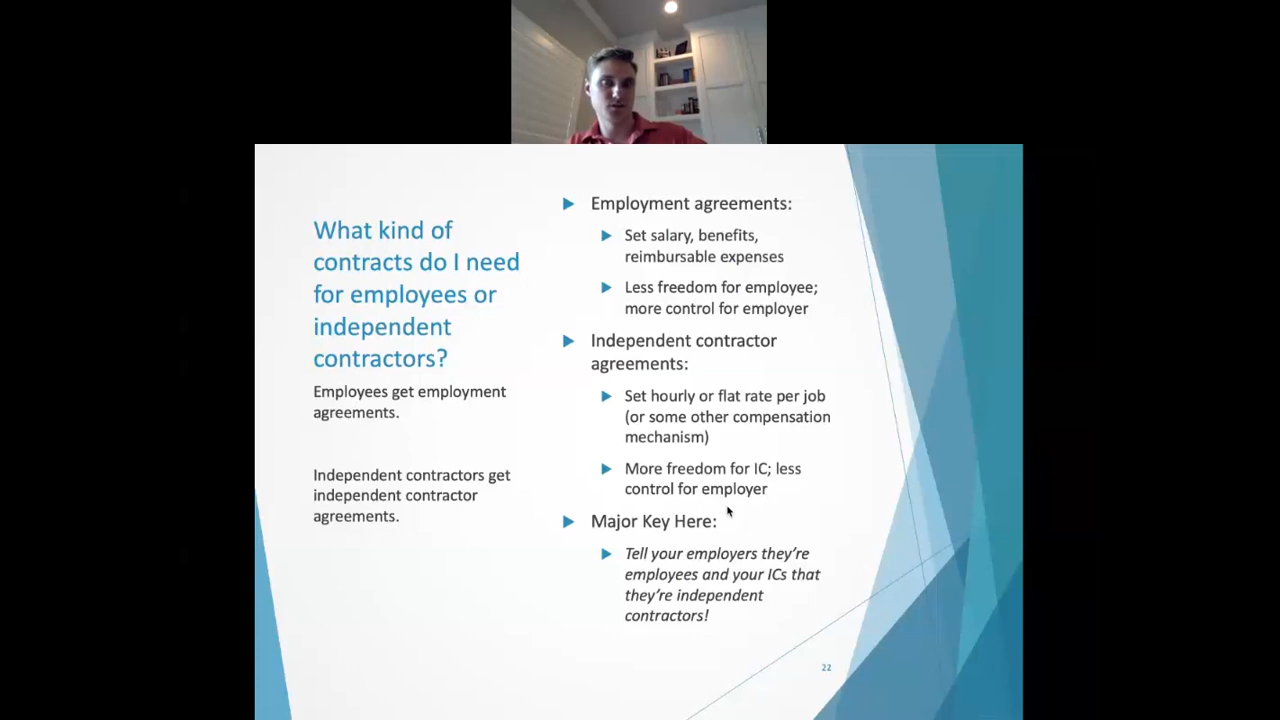 What kind of
contracts do I need
for employees or
independent
contractors?
Employees get employment
agreements.
Independent contractors get
independent contractor
agreements.
Employment agreements:
Set salary, benefits,
reimbursable expenses
Less freedom for employee;
more control for employer
Independent contractor
agreements:
Set hourly or flat rate per job
(or some other compensation
mechanism)
More freedom for IC; less
control for employer
Major Key Here:
Tell your employers they’re
employees and your ICs that
they’re independent
contractors!
22